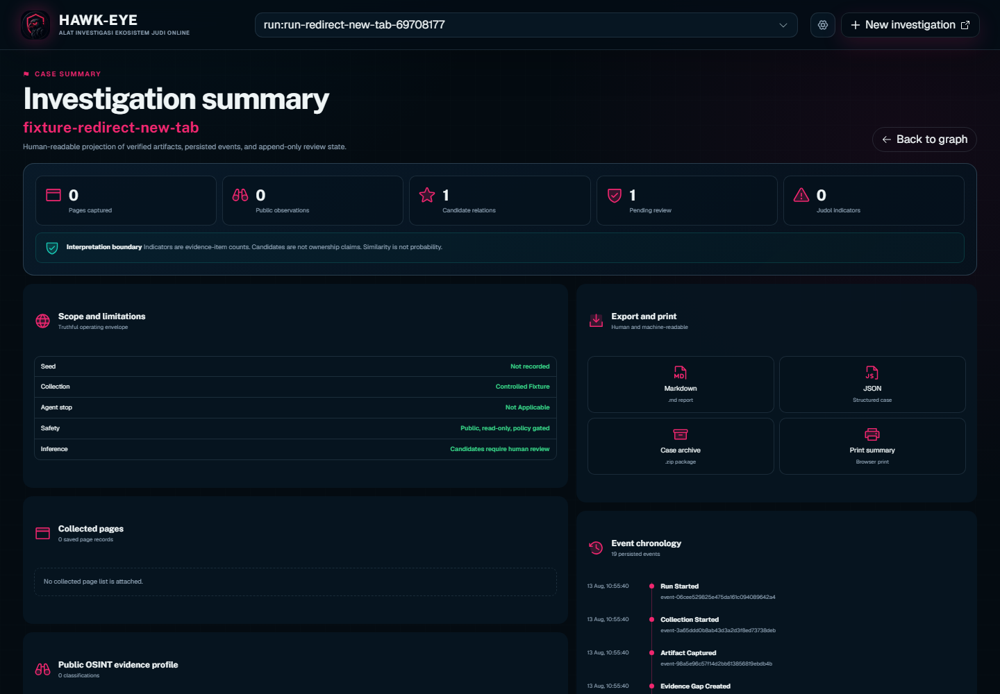 HAWK-EYE
ALAT INVESTIGASI EKOSISTEM JUDI ONLINE
run:run-redirect-new-tab-69708177
New investigation
CASE SUMMARY
Investigation summary
fixture-redirect-new-tab
Human-readable projection of verified artifacts, persisted events, and append-only review state.
Back to graph
0
Pages captured
0
Public observations
1
Candidate relations
1
Pending review
0
Judol indicators
Interpretation boundary Indicators are evidence-item counts. Candidates are not ownership claims. Similarity is not probability.
Scope and limitations
Truthful operating envelope
Seed Not recorded
Collection Controlled Fixture
Agent stop Not Applicable
Safety Public, read-only, policy gated
Inference Candidates require human review
Collected pages
0 saved page records
No collected page list is attached.
Public OSINT evidence profile
0 classifications
Export and print
Human and machine-readable
MD
Markdown
.md report
JS
JSON
Structured case
Case archive
.zip package
Print summary
Browser print
Event chronology
19 persisted events
13 Aug, 10:55:40 Run Started
event-06cee529825e475da161c094089642a4
13 Aug, 10:55:40 Collection Started
event-3a65ddd0b8ab43d3a2d3f8ed73738deb
13 Aug, 10:55:40 Artifact Captured
event-98a5e96c57f14d2bb613856819ebdb4b
13 Aug, 10:55:40 Evidence Gap Created